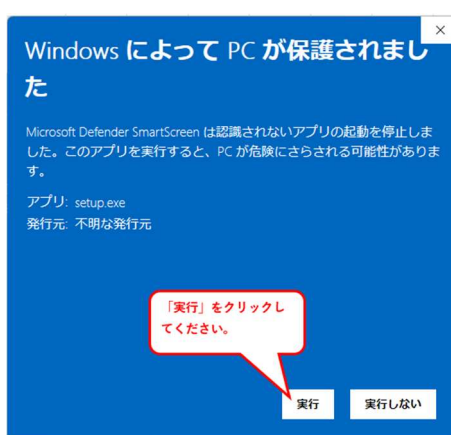 Windows によって PC が保護されまし
た
Microsoft Defender SmartScreen は認識されないアプリの起動を停止しま
した。このアプリを実行すると、PC が危険にさらされる可能性がありま
す。
アプリ: setup.exe
発行元: 不明な発行元
「実行」をクリックし
てください。
実行 実行しない